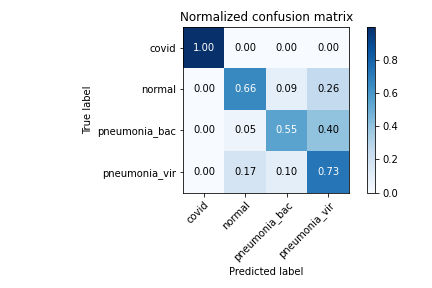 Normalized confusion matrix
True label
covid 1.00 0.00 0.00 0.00
normal 0.00 0.66 0.09 0.26
pneumonia_bac 0.00 0.05 0.55 0.40
pneumonia_vir 0.00 0.17 0.10 0.73
covid normal pneumonia_bac pneumonia_vir
Predicted label
0.8
0.6
0.4
0.2
0.0